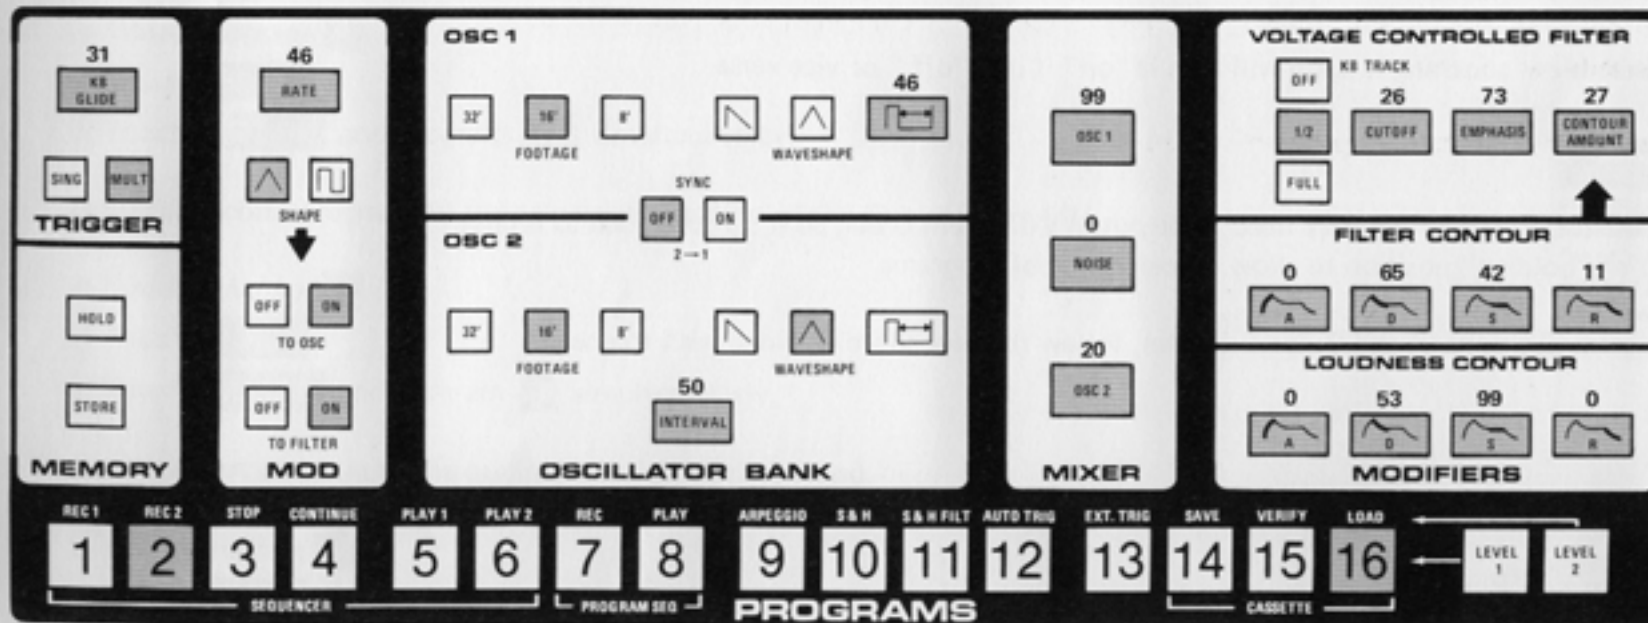 31
KB
GLIDE
SING MULT
TRIGGER
HOLD
STORE
MEMORY
46
RATE
SHAPE
OFF ON
TO OSC
OFF ON
TO FILTER
MOD
OSC 1
32' 16' 8'
FOOTAGE
46
WAVESHAPE
SYNC
OFF ON
2→1
OSC 2
32' 16' 8'
FOOTAGE
WAVESHAPE
50
INTERVAL
OSCILLATOR BANK
99
OSC 1
0
NOISE
20
OSC 2
MIXER
VOLTAGE CONTROLLED FILTER
OFF KB TRACK
1/2
FULL
26 73 27
CUTOFF EMPHASIS CONTOUR
AMOUNT
FILTER CONTOUR
0 65 42 11
A D S R
LOUDNESS CONTOUR
0 53 99 0
A D S R
MODIFIERS
REC 1 REC 2 STOP CONTINUE PLAY 1 PLAY 2 REC PLAY ARPEGGIO S & H S & H FILT AUTO TRIG EXT. TRIG SAVE VERIFY LOAD
1 2 3 4 5 6 7 8 9 10 11 12 13 14 15 16
LEVEL
1
LEVEL
2
SEQUENCER PROGRAM SEQ PROGRAMS CASSETTE